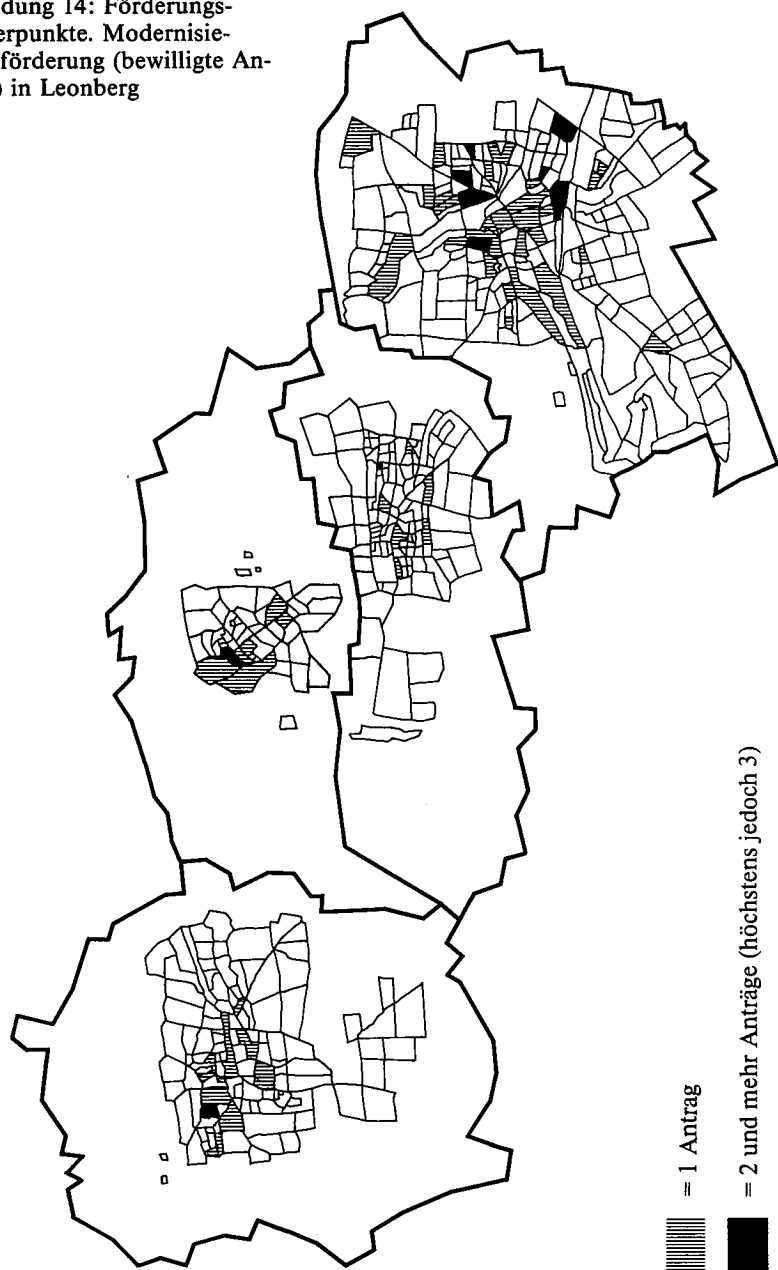 dung 14: Förderungs-
erpunkte. Modernisie-
förderung (bewilligte An-
) in Leonberg
= 1 Antrag
= 2 und mehr Anträge (höchstens jedoch 3)